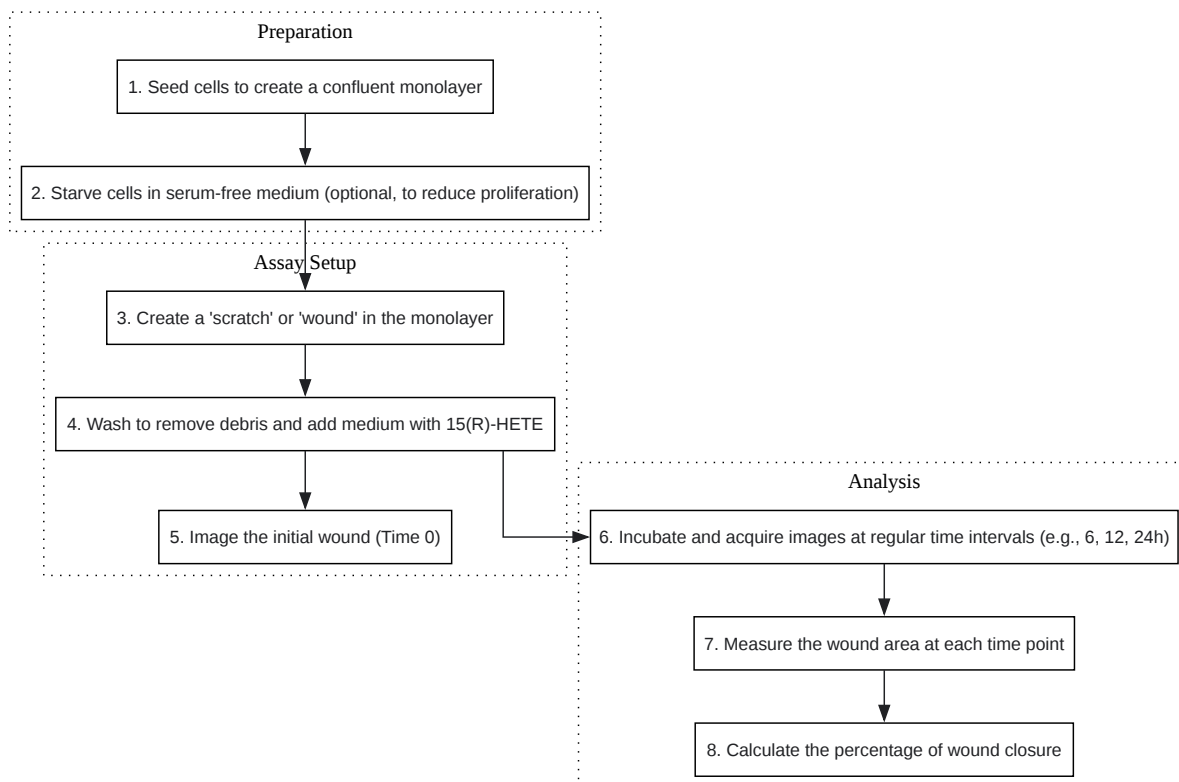 Preparation
1. Seed cells to create a confluent monolayer
2. Starve cells in serum-free medium (optional, to reduce proliferation)
Assay Setup
3. Create a 'scratch' or 'wound' in the monolayer
4. Wash to remove debris and add medium with 15(R)-HETE
5. Image the initial wound (Time 0)
Analysis
6. Incubate and acquire images at regular time intervals (e.g., 6, 12, 24h)
7. Measure the wound area at each time point
8. Calculate the percentage of wound closure